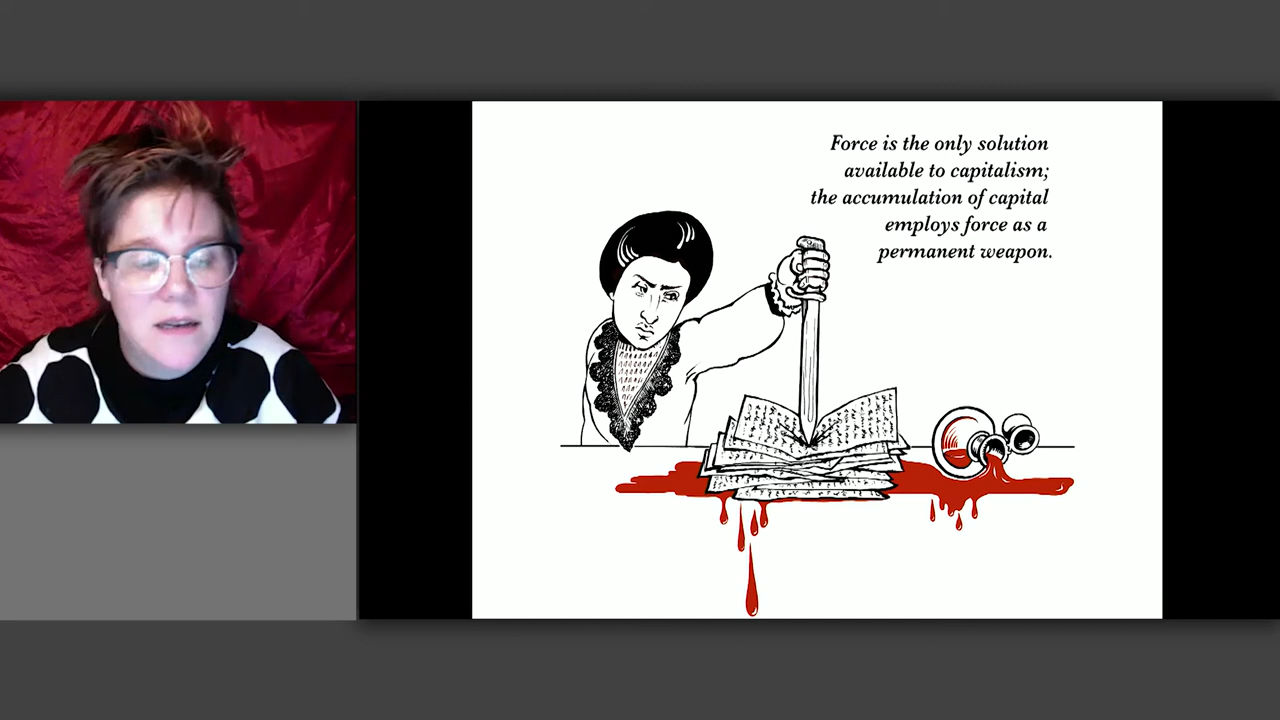 Force is the only solution
available to capitalism;
the accumulation of capital
employs force as a
permanent weapon.